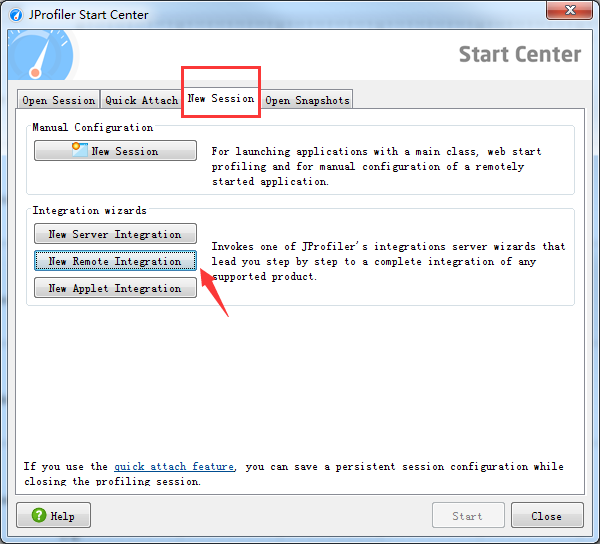 JProfiler Start Center
Start Center
Open Session
Quick Attach
New Session
Open Snapshots
Manual Configuration
New Session
For launching applications with a main class, web start
profiling and for manual configuration of a remotely
started application.
Integration wizards
New Server Integration
New Remote Integration
New Applet Integration
Invokes one of JProfiler's integrations server wizards that
lead you step by step to a complete integration of any
supported product.
If you use the quick attach feature, you can save a persistent session configuration while
closing the profiling session.
Help
Start
Close